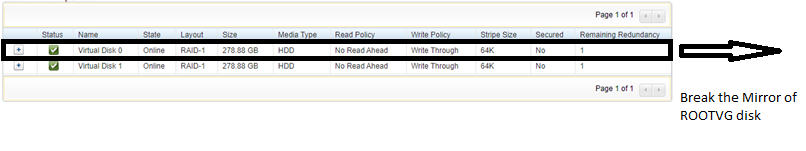 Page 1 of 1
Status Name State Layout Size Media Type Read Policy Write Policy Stripe Size Secured Remaining Redundancy
Virtual Disk 0 Online RAID-1 278.88 GB HDD No Read Ahead Write Through 64K No 1
Virtual Disk 1 Online RAID-1 278.88 GB HDD No Read Ahead Write Through 64K No 1
Page 1 of 1
Break the Mirror of
ROOTVG disk